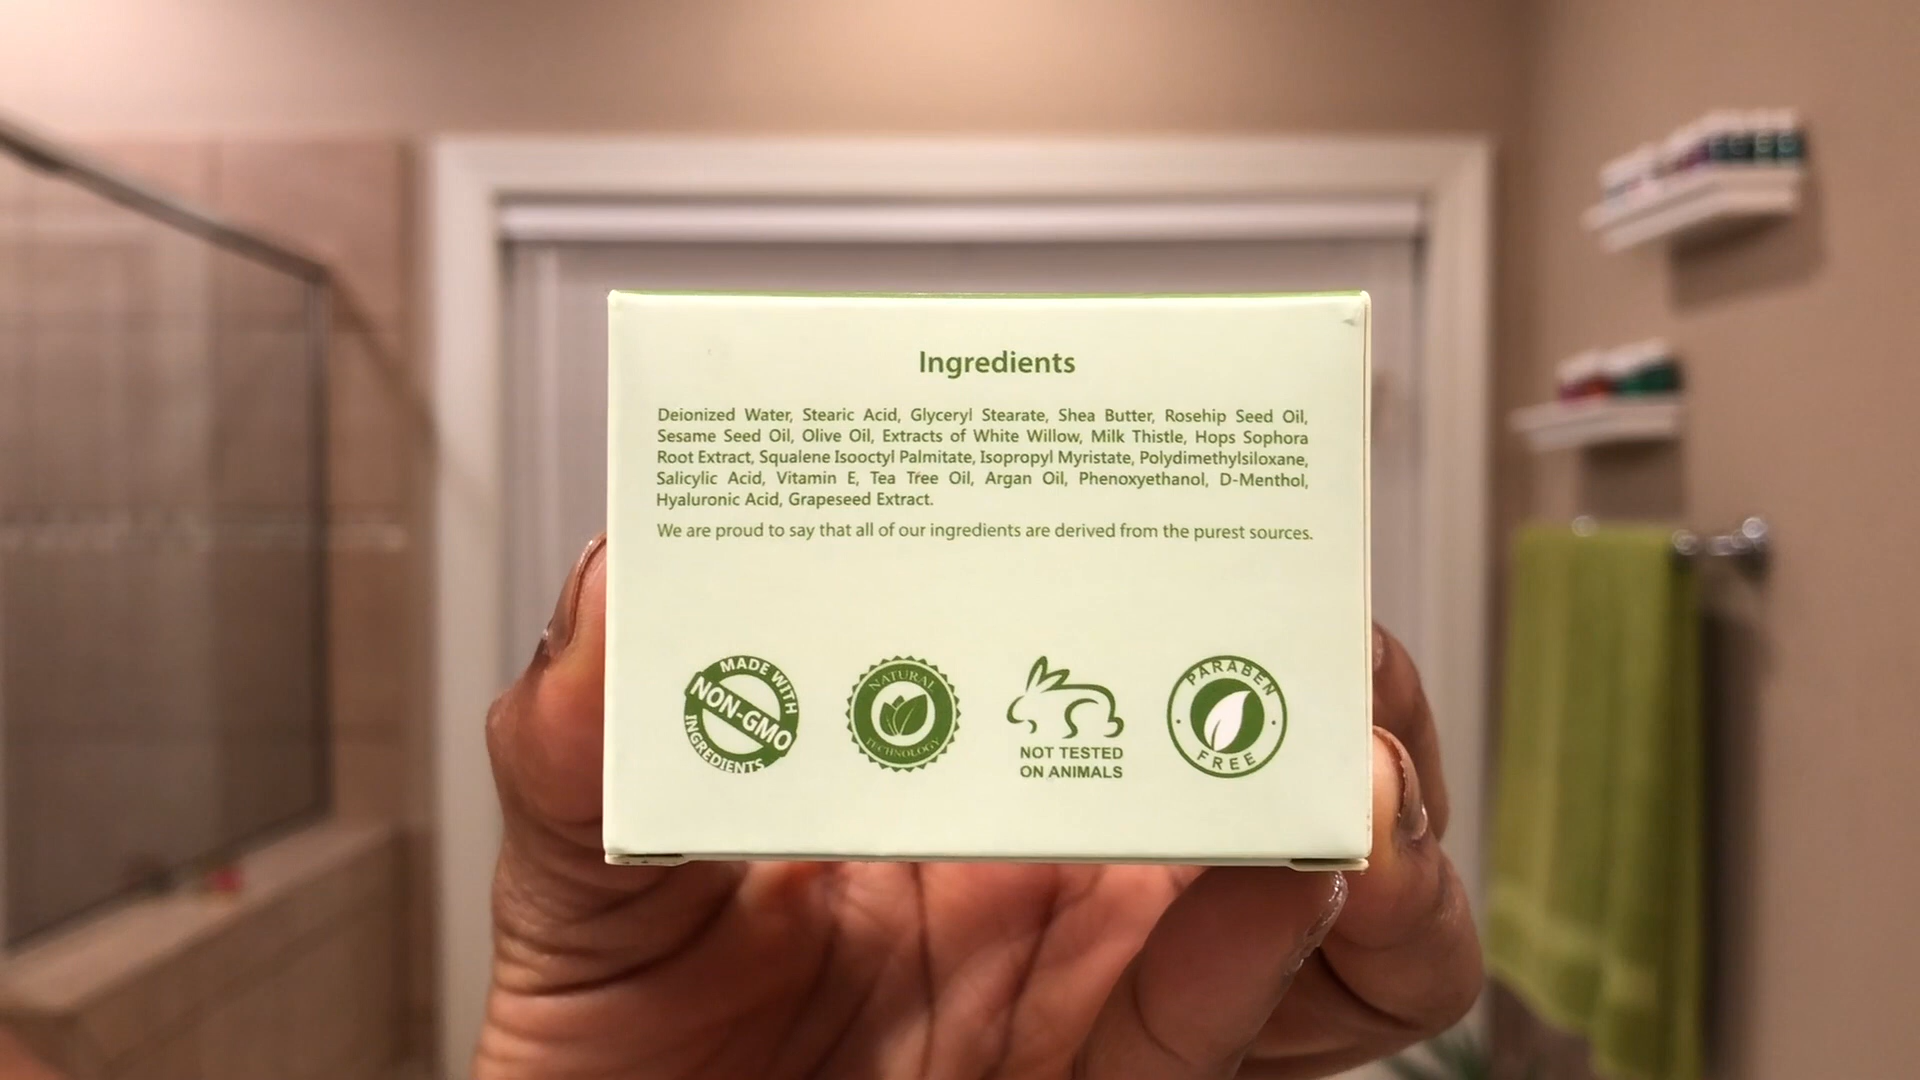 Ingredients
Deionized Water, Stearic Acid, Glyceryl Stearate, Shea Butter, Rosehip Seed Oil,
Sesame Seed Oil, Olive Oil, Extracts of White Willow, Milk Thistle, Hops Sophora
Root Extract, Squalene Isooctyl Palmitate, Isopropyl Myristate, Polydimethylsiloxane,
Salicylic Acid, Vitamin E, Tea Tree Oil, Argan Oil, Phenoxyethanol, D-Menthol,
Hyaluronic Acid, Grapeseed Extract.
We are proud to say that all of our ingredients are derived from the purest sources.
MADE WITH
NON-GMO
INGREDIENTS
NATURAL
TECHNOLOGY
NOT TESTED
ON ANIMALS
PARABEN
FREE